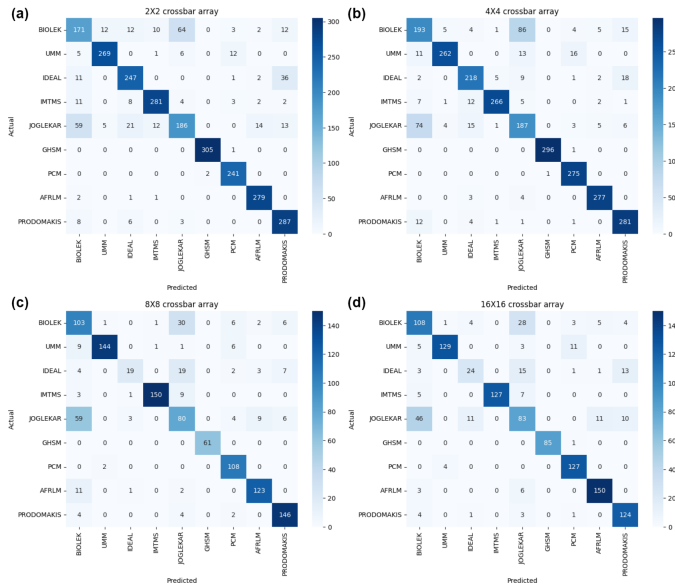 (a)
2X2 crossbar array
BIOLEK 171 12 12 10 64 0 3 2 12
UMM 5 269 0 1 6 0 12 0 0
IDEAL 11 0 247 0 3 0 1 2 36
IMTMS 11 0 8 281 4 0 3 2 2
JOGLEKAR 59 5 21 12 186 0 0 14 13
GHSM 0 0 0 0 0 305 1 0 0
PCM 0 0 0 0 0 2 241 0 0
AFRLM 2 0 1 1 0 0 0 279 0
PRODOMAKIS 8 0 6 0 3 0 0 0 287
Actual
BIOLEK UMM IDEAL IMTMS JOGLEKAR GHSM PCM AFRLM PRODOMAKIS
Predicted
300
250
200
150
100
50
0
(b)
4X4 crossbar array
BIOLEK 193 5 4 1 86 0 4 5 15
UMM 11 262 0 0 13 0 16 0 0
IDEAL 2 0 218 5 9 0 1 2 18
IMTMS 7 1 12 266 5 0 0 2 1
JOGLEKAR 74 4 15 1 187 0 3 5 6
GHSM 0 0 0 0 0 296 0 0 0
PCM 0 0 0 0 0 1 275 0 0
AFRLM 0 0 3 0 4 0 0 277 0
PRODOMAKIS 12 0 4 1 1 0 1 0 281
Actual
BIOLEK UMM IDEAL IMTMS JOGLEKAR GHSM PCM AFRLM PRODOMAKIS
Predicted
250
200
150
100
50
0
(c)
8X8 crossbar array
BIOLEK 103 1 0 0 30 0 6 2 6
UMM 9 144 0 0 1 0 6 0 0
IDEAL 4 0 19 0 19 0 2 3 7
IMTMS 3 0 1 150 9 0 0 0 0
JOGLEKAR 59 0 3 0 80 0 4 9 6
GHSM 0 0 0 0 0 61 0 0 0
PCM 0 2 0 0 0 0 108 0 0
AFRLM 11 0 1 0 2 0 0 123 0
PRODOMAKIS 4 0 0 0 4 0 2 0 146
Actual
BIOLEK UMM IDEAL IMTMS JOGLEKAR GHSM PCM AFRLM PRODOMAKIS
Predicted
140
120
100
80
60
40
20
0
(d)
16X16 crossbar array
BIOLEK 108 4 0 0 28 0 3 5 4
UMM 5 129 0 0 3 0 11 0 0
IDEAL 3 0 24 0 15 0 1 1 13
IMTMS 5 0 0 127 7 0 0 0 0
JOGLEKAR 46 0 11 0 83 0 0 11 10
GHSM 0 0 0 0 0 85 1 0 0
PCM 0 4 0 0 0 0 127 0 0
AFRLM 3 0 0 0 6 0 0 150 0
PRODOMAKIS 4 0 1 0 3 0 1 0 124
Actual
BIOLEK UMM IDEAL IMTMS JOGLEKAR GHSM PCM AFRLM PRODOMAKIS
Predicted
140
120
100
80
60
40
20
0